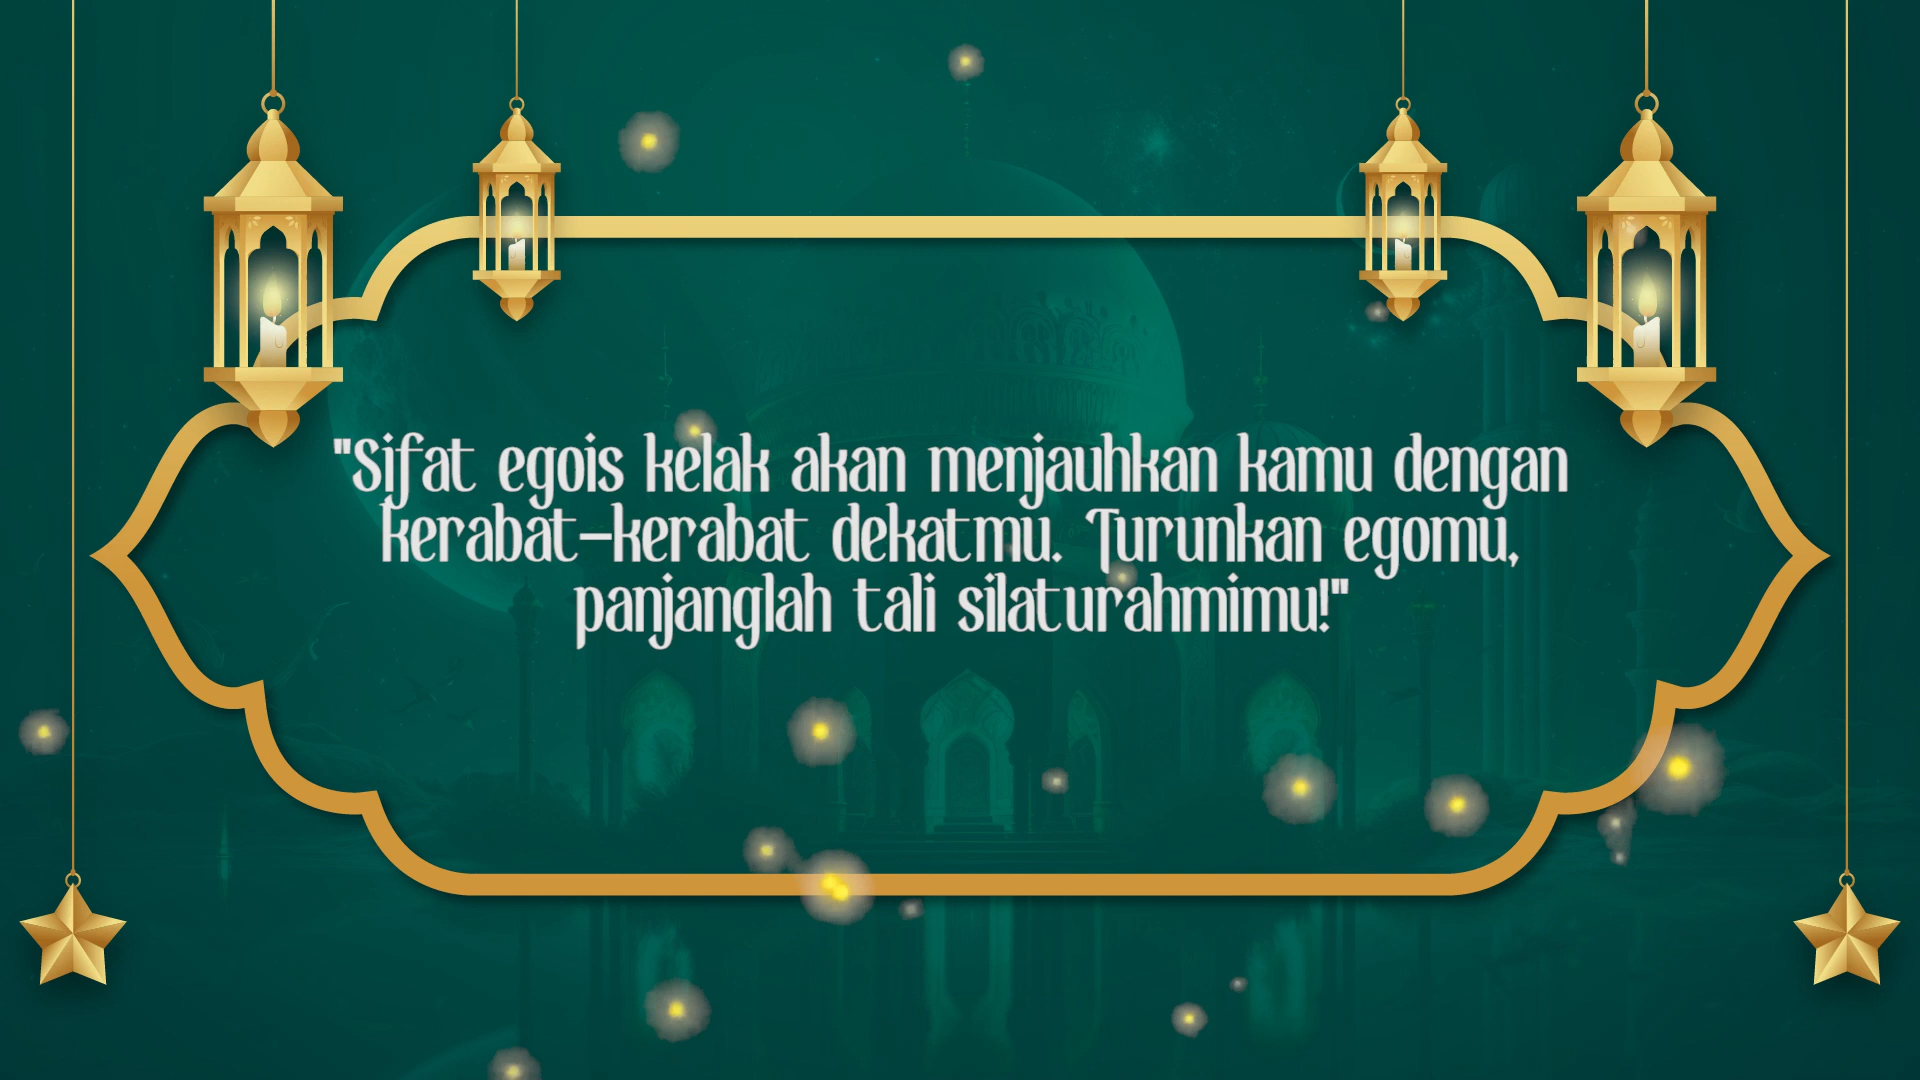 "Sifat egois kelak akan menjauhkan kamu dengan
kerabat-kerabat dekatmu. Turunkan egomu,
panjanglah tali silaturahmimu!"